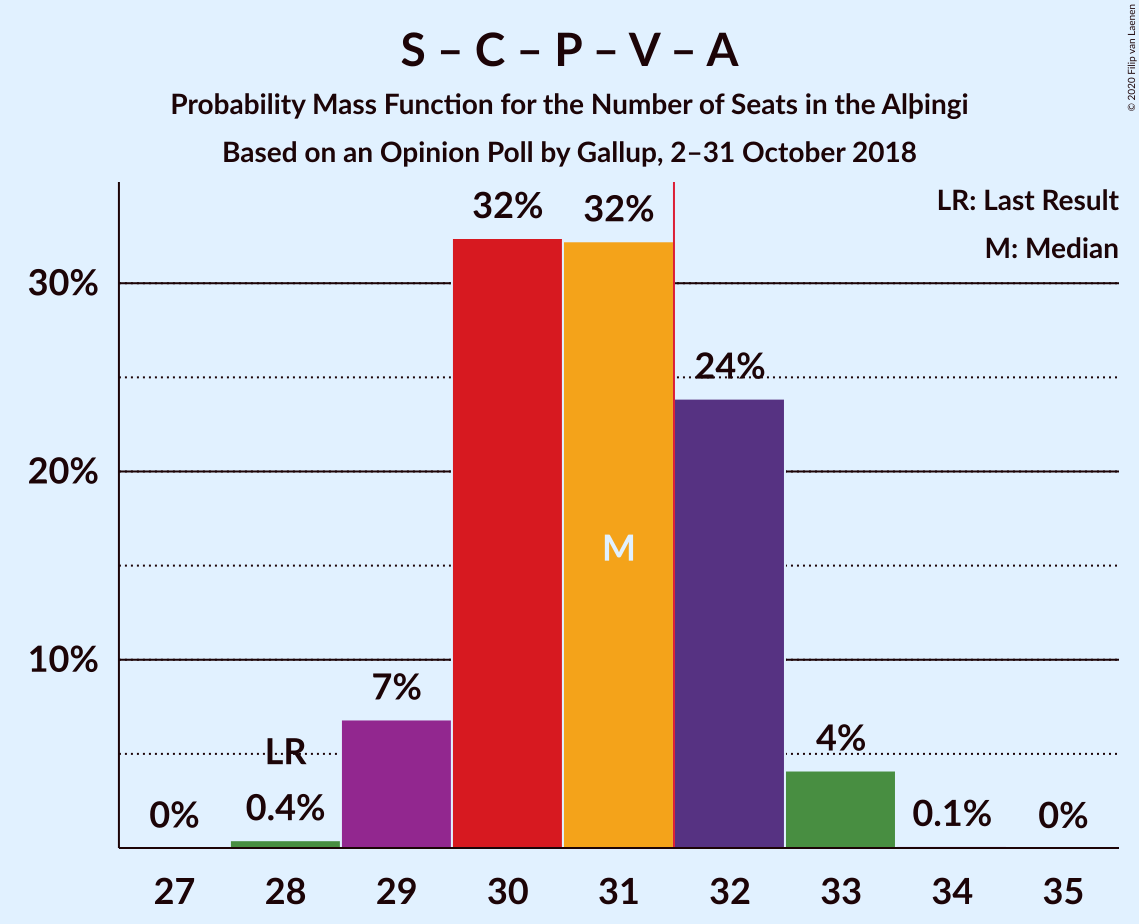 S – C – P – V – A
Probability Mass Function for the Number of Seats in the Alþingi
Based on an Opinion Poll by Gallup, 2–31 October 2018
© 2020 Filip van Laenen
LR: Last Result
M: Median
30%
20%
10%
0%
0.4%
LR
7%
32%
32%
M
24%
4%
0.1%
0%
27 28 29 30 31 32 33 34 35